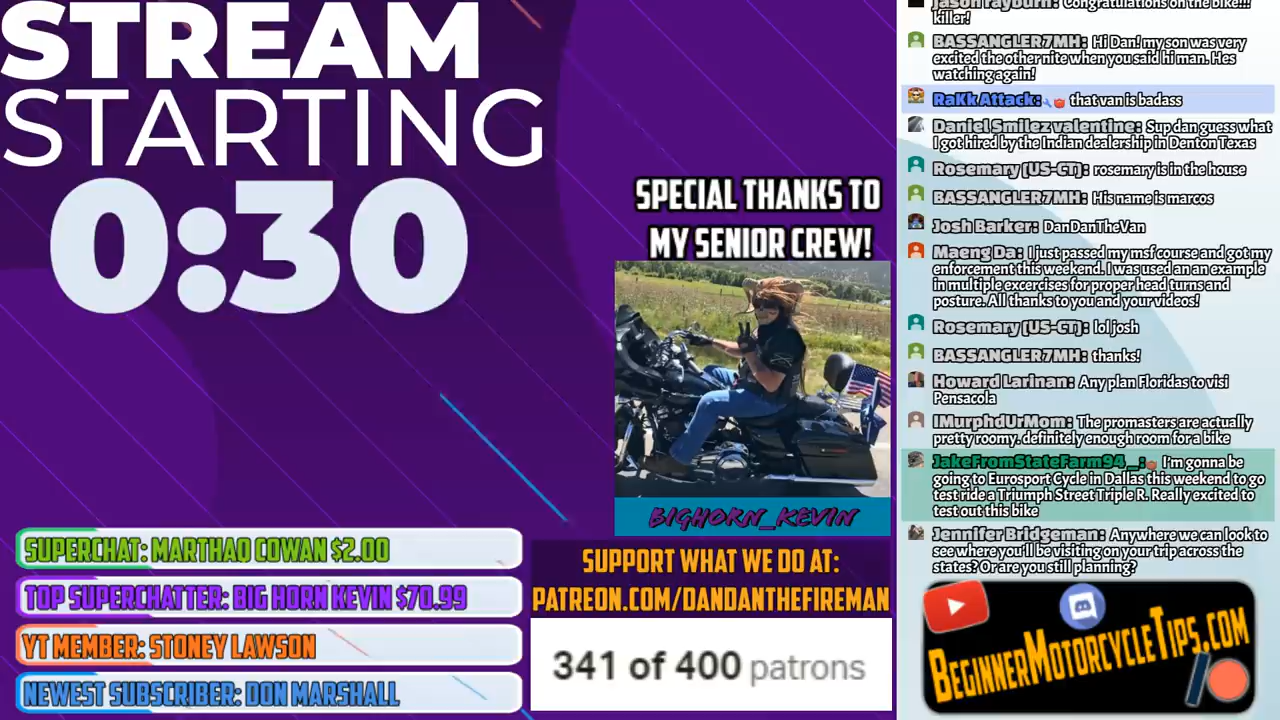 STREAM
STARTING
0:30
SPECIAL THANKS TO
MY SENIOR CREW!
BIGHORN_KEVIN
SUPERCHAT: MARTHAQ COWAN $2.00
TOP SUPERCHATTER: BIG HORN KEVIN $70.99
YT MEMBER: STONEY LAWSON
NEWEST SUBSCRIBER: DON MARSHALL
SUPPORT WHAT WE DO AT:
PATREON.COM/DANDANTHEFIREMAN
341 of 400 patrons
Jason rayburn: Congratulations on the bike!!!
killer!
BASSANGLER7MH: Hi Dan! my son was very
excited the other nite when you said hi man. Hes
watching again!
RaKk Attack: that van is badass
Daniel Smilez valentine: Sup dan guess what
I got hired by the Indian dealership in Denton Texas
Rosemary (US-CT): rosemary is in the house
BASSANGLER7MH: His name is marcos
Josh Barker: DanDanTheVan
Maeng Da: I just passed my msf course and got my
enforcement this weekend. I was used an an example
in multiple excercises for proper head turns and
posture. All thanks to you and your videos!
Rosemary (US-CT): lol josh
BASSANGLER7MH: thanks!
Howard Larinan: Any plan Floridas to visi
Pensacola
IMurphdUrMom: The promasters are actually
pretty roomy. definitely enough room for a bike
JakeFromStateFarm94_: I'm gonna be
going to Eurosport Cycle in Dallas this weekend to go
test ride a Triumph Street Triple R. Really excited to
test out this bike
Jennifer Bridgeman: Anywhere we can look to
see where you'll be visiting on your trip across the
states? Or are you still planning?
BEGINNERMOTORCYCLETIPS.COM